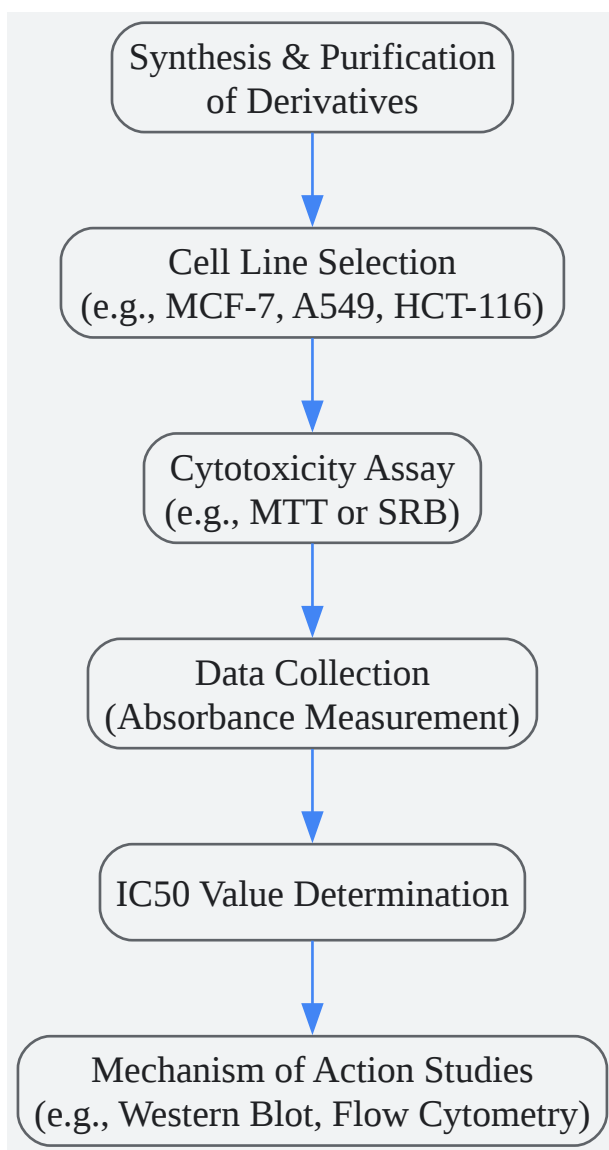 Synthesis & Purification
of Derivatives
Cell Line Selection
(e.g., MCF-7, A549, HCT-116)
Cytotoxicity Assay
(e.g., MTT or SRB)
Data Collection
(Absorbance Measurement)
IC50 Value Determination
Mechanism of Action Studies
(e.g., Western Blot, Flow Cytometry)